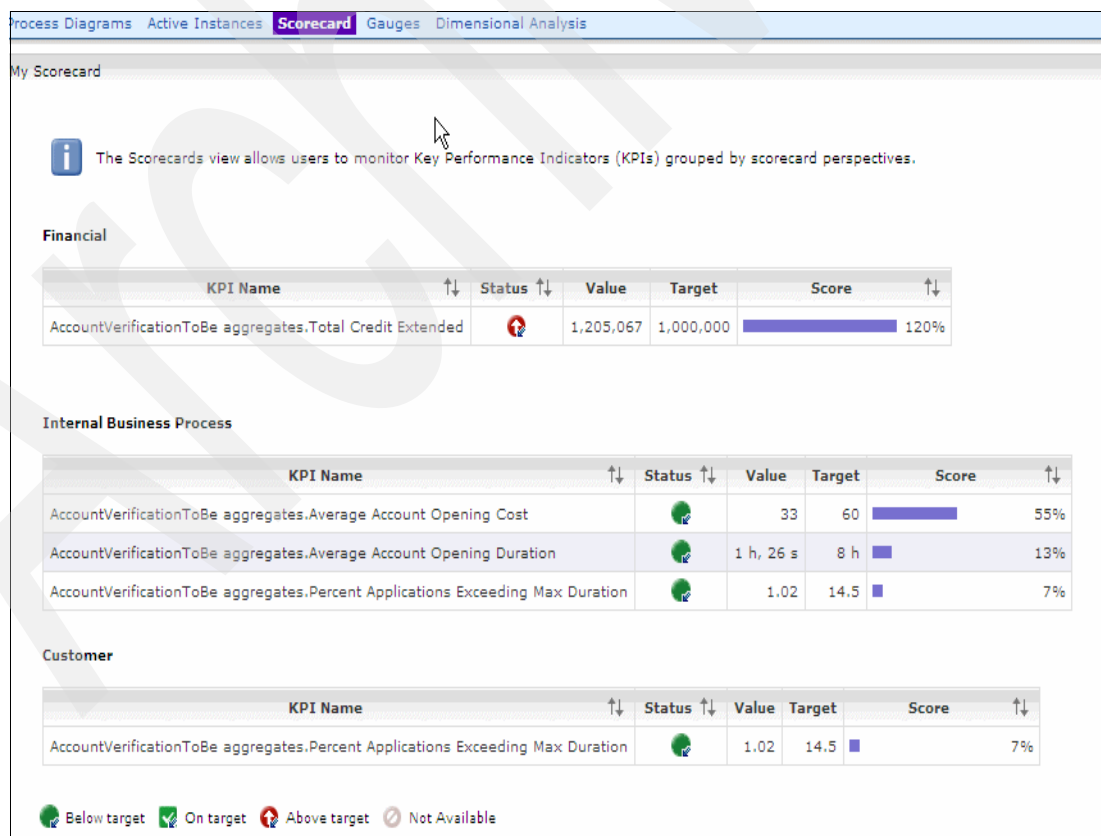 Process Diagrams Active Instances Scorecard Gauges Dimensional Analysis
My Scorecard
The Scorecards view allows users to monitor Key Performance Indicators (KPIs) grouped by scorecard perspectives.
Financial
KPI Name Status Value Target Score
AccountVerificationToBe aggregates.Total Credit Extended 1,205,067 1,000,000 120%
Internal Business Process
KPI Name Status Value Target Score
AccountVerificationToBe aggregates.Average Account Opening Cost 33 60 55%
AccountVerificationToBe aggregates.Average Account Opening Duration 1 h, 26 s 8 h 13%
AccountVerificationToBe aggregates.Percent Applications Exceeding Max Duration 1.02 14.5 7%
Customer
KPI Name Status Value Target Score
AccountVerificationToBe aggregates.Percent Applications Exceeding Max Duration 1.02 14.5 7%
Below target On target Above target Not Available